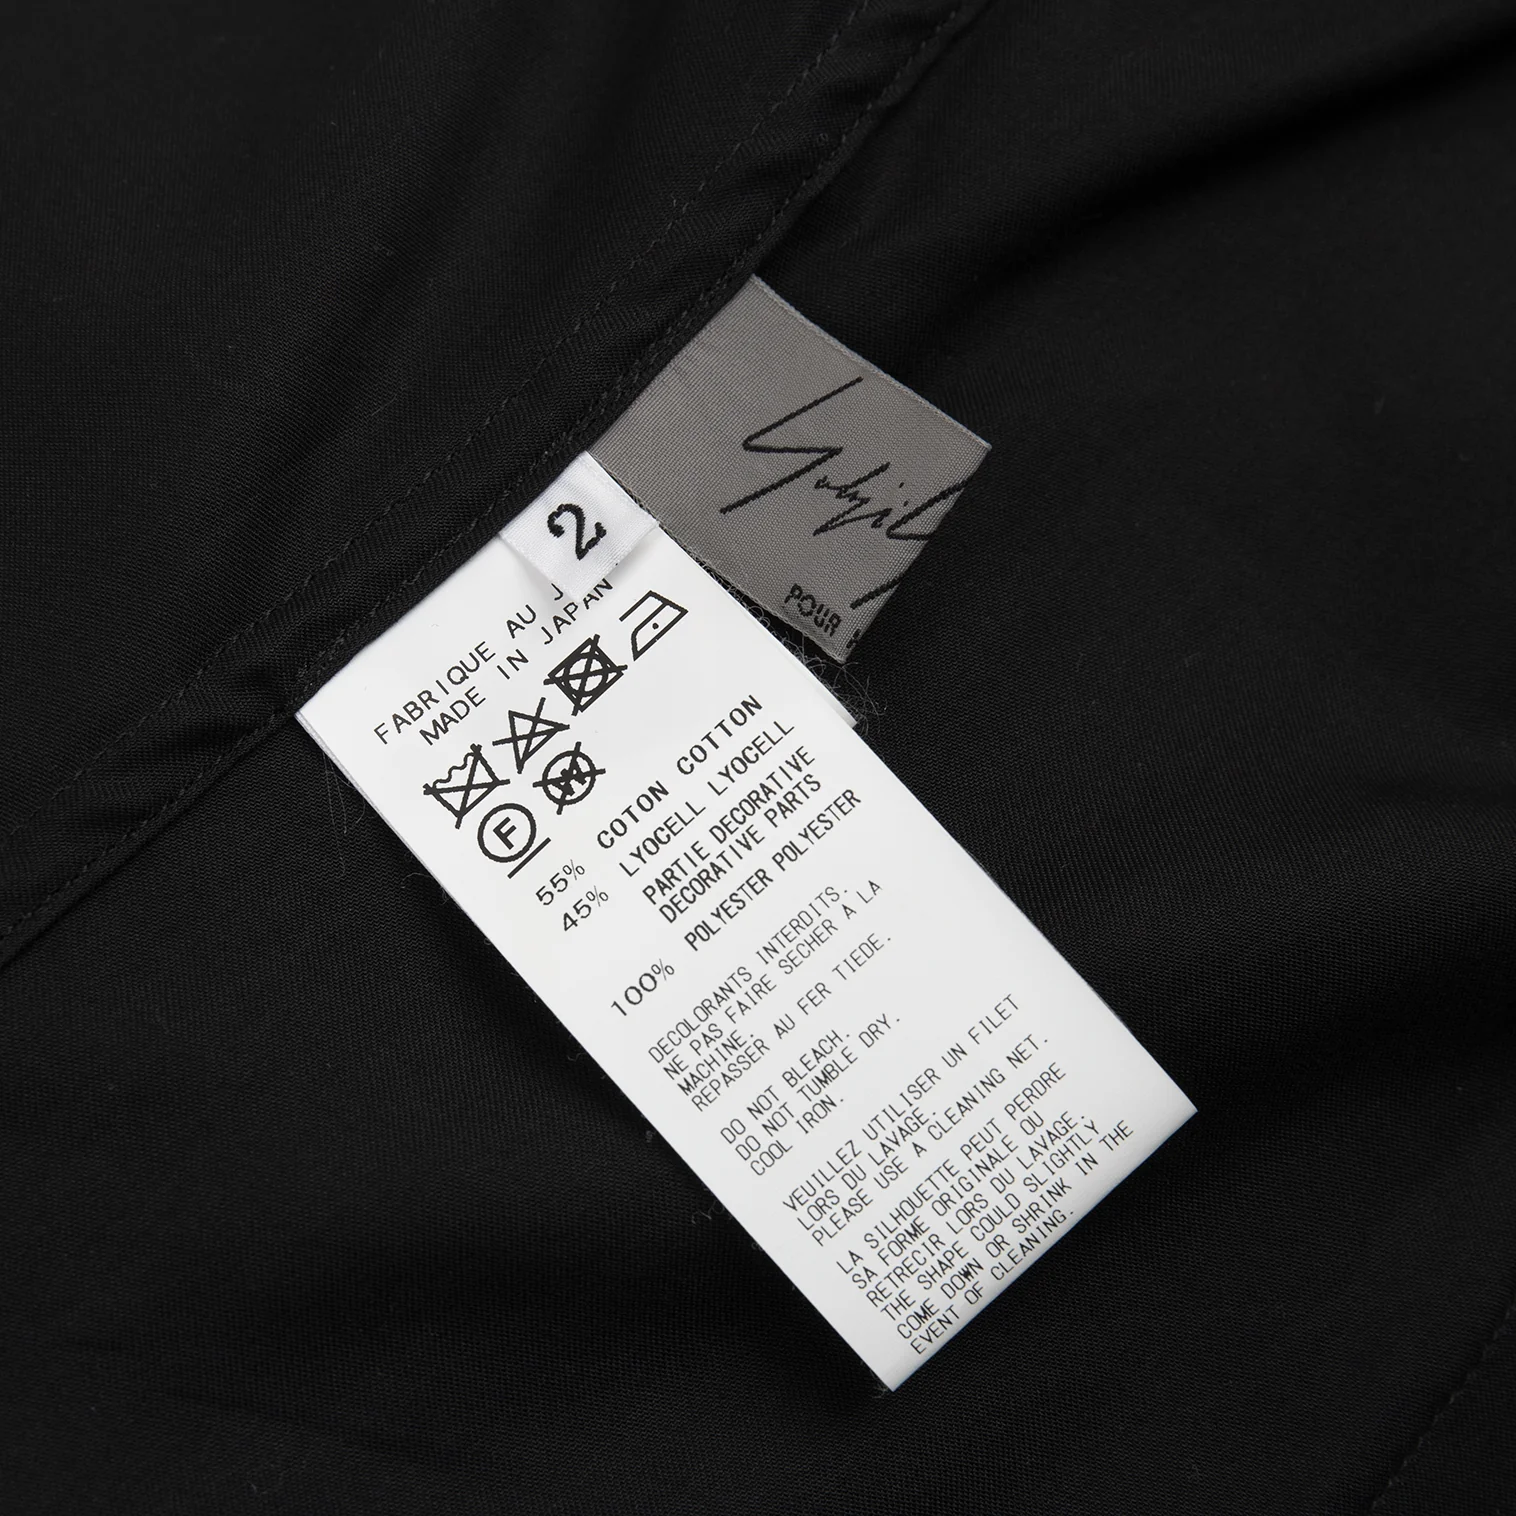 POUR
2
FABRIQUE AU J
MADE IN JAPAN
F
W
55% COTON COTTON
45% LYOCELL LYOCELL
PARTIE DECORATIVE
DECORATIVE PARTS
100% POLYESTER POLYESTER
DECOLORANTS INTERDITS.
NE PAS FAIRE SECHER A LA
MACHINE.
REPASSER AU FER TIEDE.
DO NOT BLEACH.
DO NOT TUMBLE DRY.
COOL IRON.
VEUILLEZ UTILISER UN FILET
LORS DU LAVAGE.
PLEASE USE A CLEANING NET.
LA SILHOUETTE PEUT PERDRE
SA FORME ORIGINALE OU
RETRECIR LORS DU LAVAGE.
THE SHAPE COULD SLIGHTLY
COME DOWN OR SHRINK IN THE
EVENT OF CLEANING.